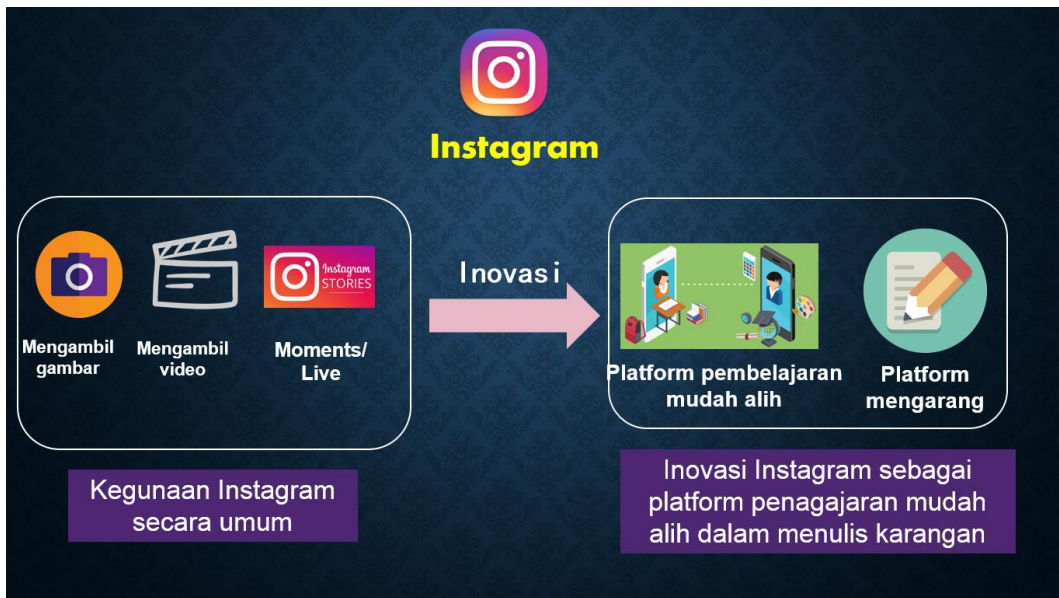 Instagram
Instagram
STORIES
Mengambil
gambar
Mengambil
video
Moments/
Live
Inovasi
Platform pembelajaran
mudah alih
Platform
mengarang
Kegunaan Instagram
secara umum
Inovasi Instagram sebagai
platform penagajaran mudah
alih dalam menulis karangan